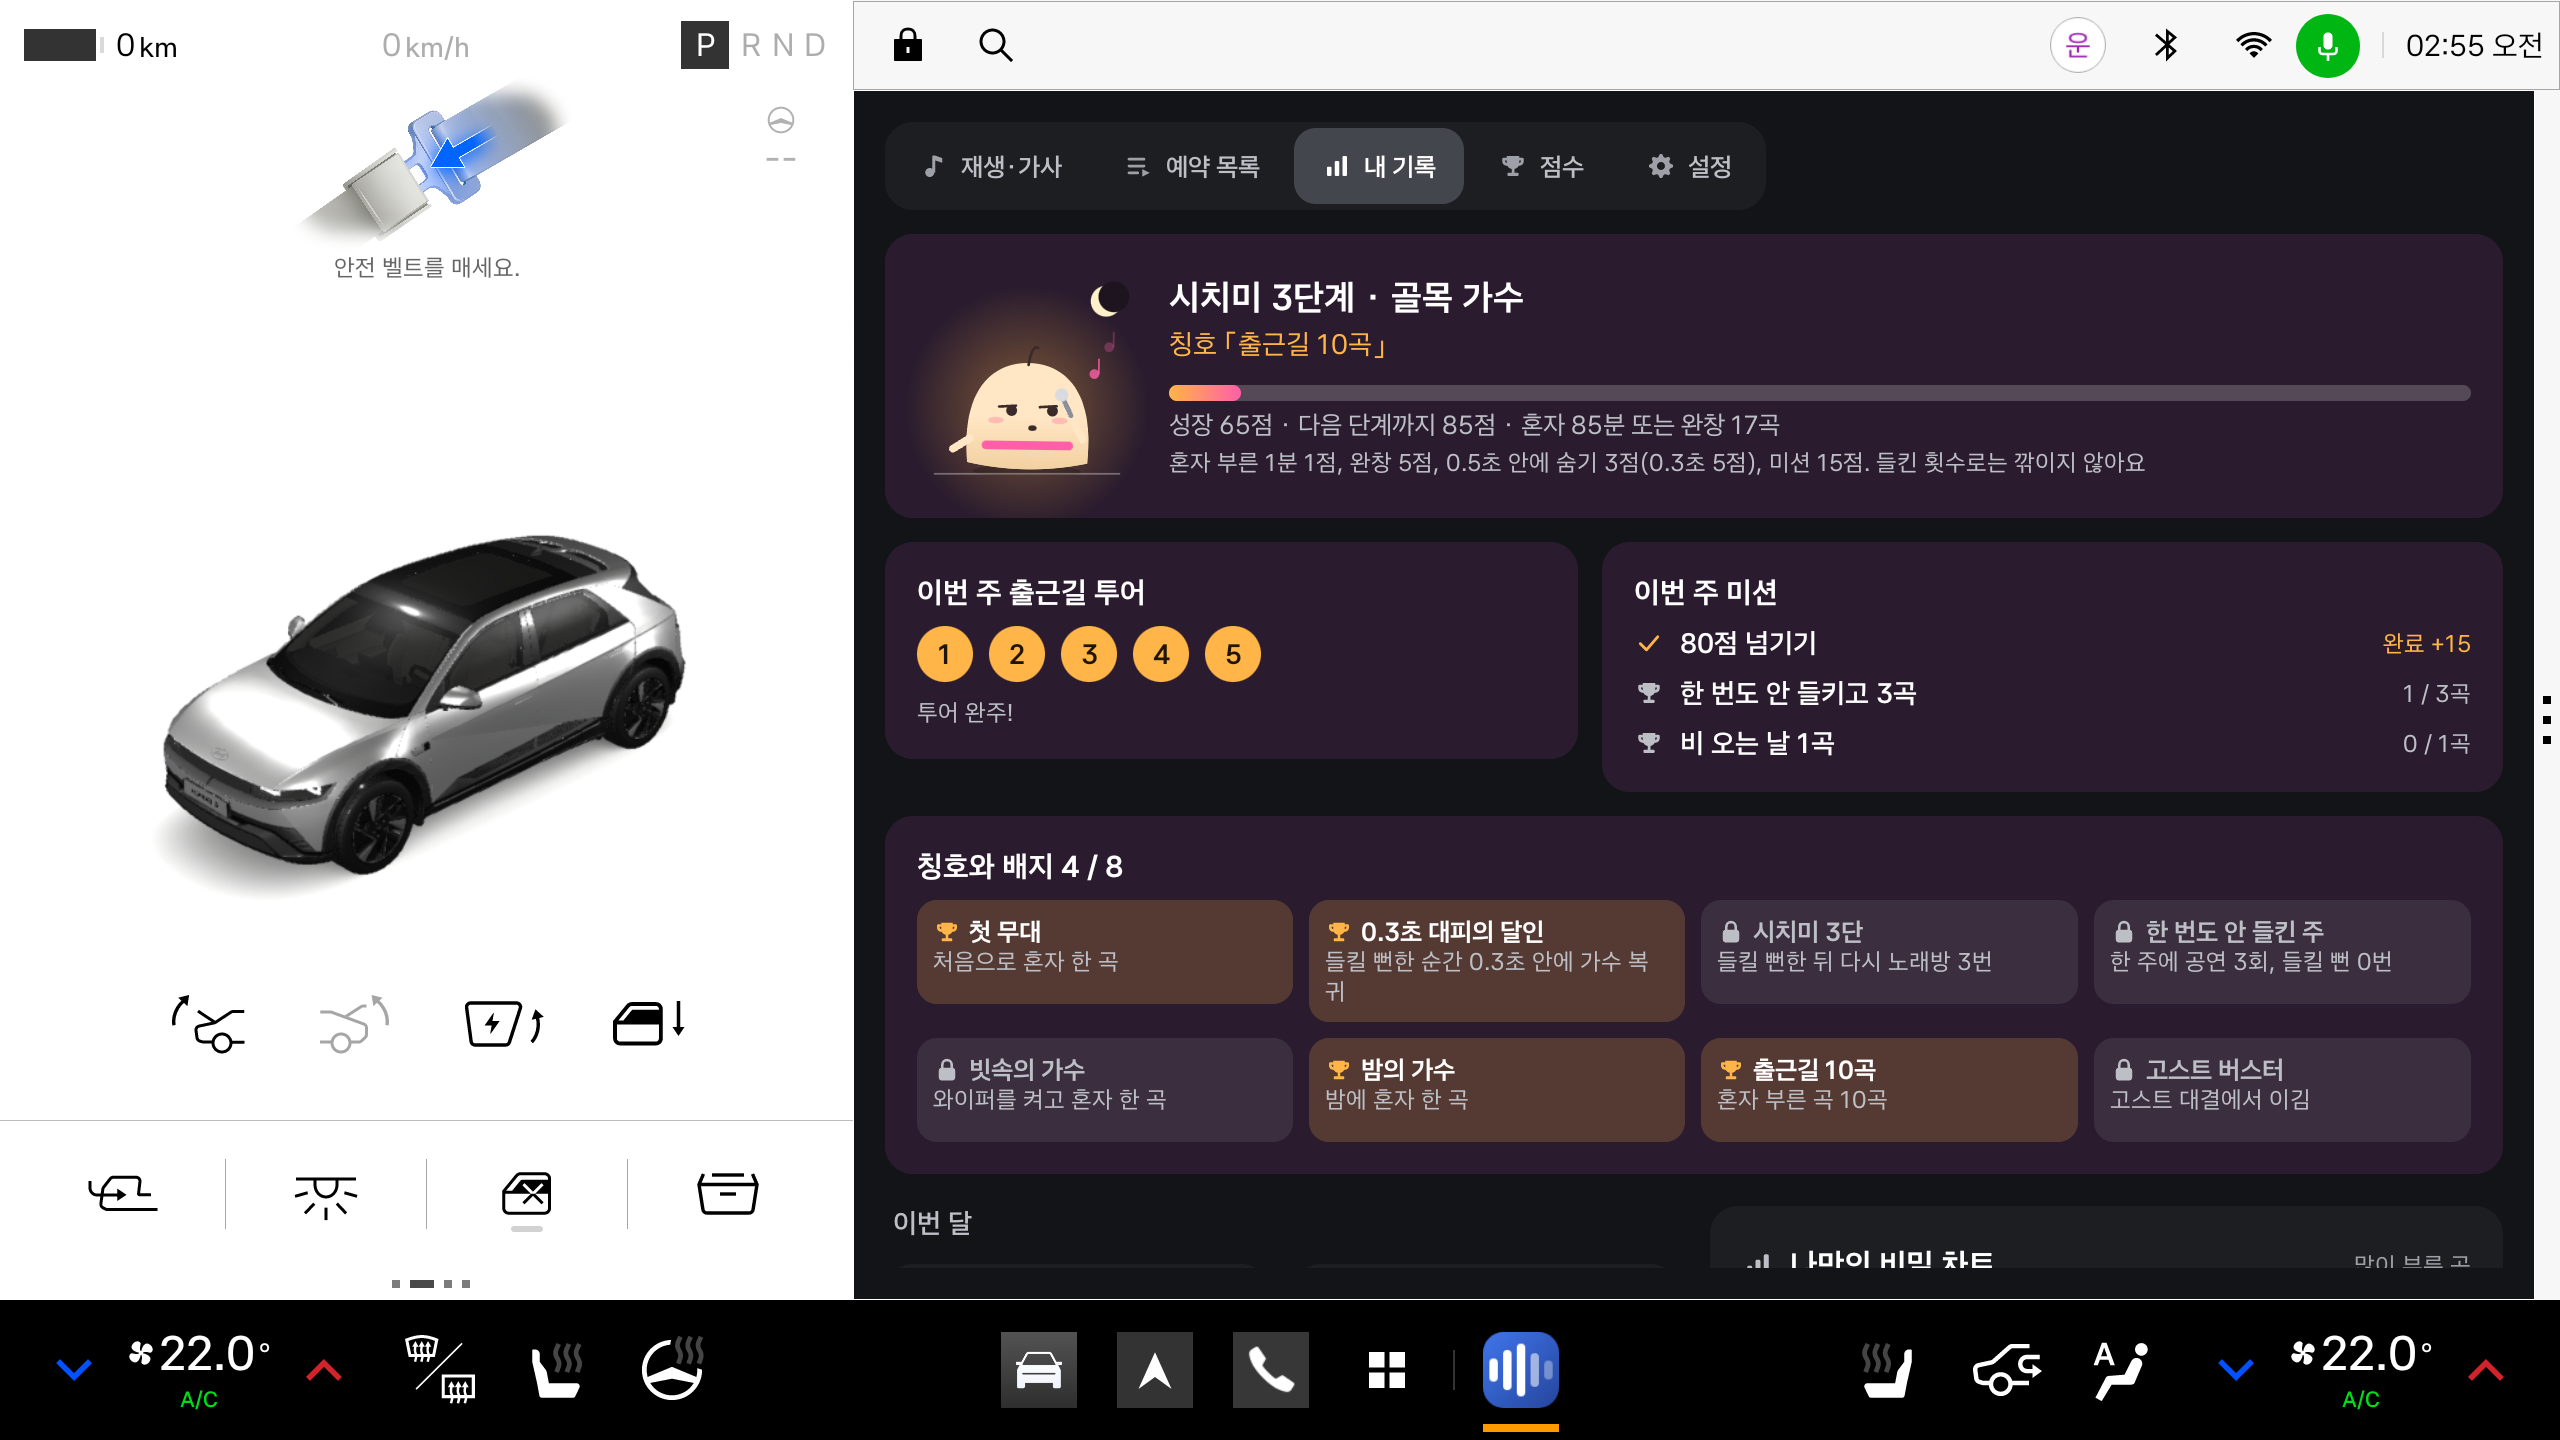 0 km
0 km/h
P R N D
운
02:55 오전
안전 벨트를 매세요.
재생·가사
예약 목록
내 기록
점수
설정
시치미 3단계 · 골목 가수
칭호 「출근길 10곡」
성장 65점 · 다음 단계까지 85점 · 혼자 85분 또는 완창 17곡
혼자 부른 1분 1점, 완창 5점, 0.5초 안에 숨기 3점(0.3초 5점), 미션 15점. 들킨 횟수로는 깎이지 않아요
이번 주 출근길 투어
1 2 3 4 5
투어 완주!
이번 주 미션
80점 넘기기
완료 +15
한 번도 안 들키고 3곡
1 / 3곡
비 오는 날 1곡
0 / 1곡
칭호와 배지 4 / 8
첫 무대
처음으로 혼자 한 곡
0.3초 대피의 달인
들킬 뻔한 순간 0.3초 안에 가수 복
귀
시치미 3단
들킬 뻔한 뒤 다시 노래방 3번
한 번도 안 들킨 주
한 주에 공연 3회, 들킬 뻔 0번
빗속의 가수
와이퍼를 켜고 혼자 한 곡
밤의 가수
밤에 혼자 한 곡
출근길 10곡
혼자 부른 곡 10곡
고스트 버스터
고스트 대결에서 이김
이번 달
나만의 비밀 차트
많이 부른 곡
22.0°
A/C
A
22.0°
A/C